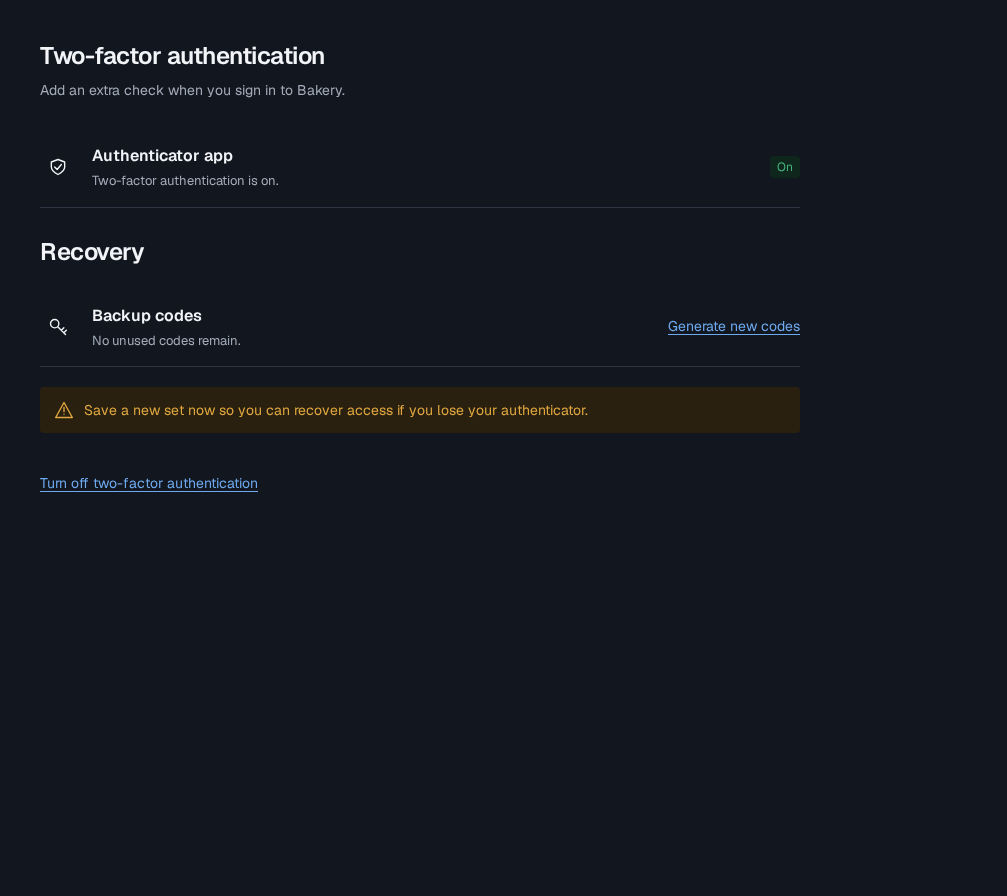 Two-factor authentication
Add an extra check when you sign in to Bakery.
Authenticator app
Two-factor authentication is on.
On
Recovery
Backup codes
No unused codes remain.
Generate new codes
Save a new set now so you can recover access if you lose your authenticator.
Turn off two-factor authentication